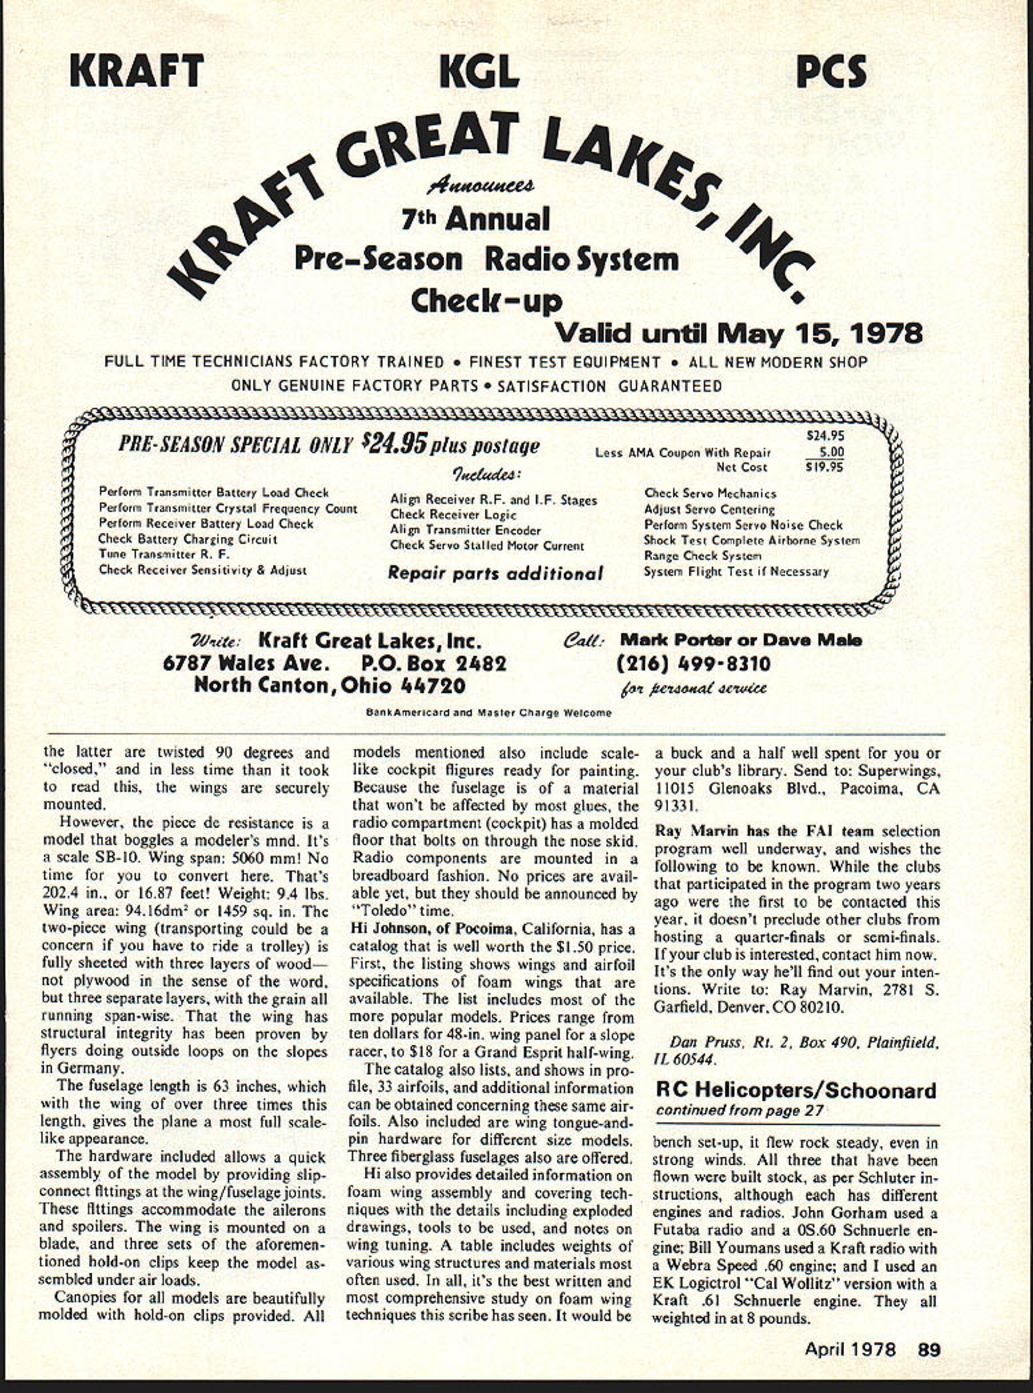 KRAFT KGL PCS
KRAFT GREAT LAKES, INC.
Announces
7th Annual
Pre-Season Radio System
Check-up
Valid until May 15, 1978
FULL TIME TECHNICIANS FACTORY TRAINED • FINEST TEST EQUIPMENT • ALL NEW MODERN SHOP
ONLY GENUINE FACTORY PARTS • SATISFACTION GUARANTEED
PRE-SEASON SPECIAL ONLY $24.95 plus postage
$24.95
Less AMA Coupon With Repair 5.00
Net Cost $19.95
Includes:
Perform Transmitter Battery Load Check
Perform Transmitter Crystal Frequency Count
Perform Receiver Battery Load Check
Check Battery Charging Circuit
Tune Transmitter R. F.
Check Receiver Sensitivity & Adjust
Align Receiver R.F. and I.F. Stages
Check Receiver Logic
Align Transmitter Encoder
Check Servo Stalled Motor Current
Repair parts additional
Check Servo Mechanics
Adjust Servo Centering
Perform System Servo Noise Check
Shock Test Complete Airborne System
Range Check System
System Flight Test if Necessary
Write: Kraft Great Lakes, Inc.
6787 Wales Ave. P.O. Box 2482
North Canton, Ohio 44720
Call: Mark Porter or Dave Male
(216) 499-8310
for personal service
BankAmericard and Master Charge Welcome
the latter are twisted 90 degrees and
"closed," and in less time than it took
to read this, the wings are securely
mounted.
However, the piece de resistance is a
model that boggles a modeler's mnd. It's
a scale SB-10. Wing span: 5060 mm! No
time for you to convert here. That's
202.4 in., or 16.87 feet! Weight: 9.4 lbs.
Wing area: 94.16dm² or 1459 sq. in. The
two-piece wing (transporting could be a
concern if you have to ride a trolley) is
fully sheeted with three layers of wood—
not plywood in the sense of the word,
but three separate layers, with the grain all
running span-wise. That the wing has
structural integrity has been proven by
flyers doing outside loops on the slopes
in Germany.
The fuselage length is 63 inches, which
with the wing of over three times this
length, gives the plane a most full scale-
like appearance.
The hardware included allows a quick
assembly of the model by providing slip-
connect fittings at the wing/fuselage joints.
These fittings accommodate the ailerons
and spoilers. The wing is mounted on a
blade, and three sets of the aforemen-
tioned hold-on clips keep the model as-
sembled under air loads.
Canopies for all models are beautifully
molded with hold-on clips provided. All
models mentioned also include scale-
like cockpit fligures ready for painting.
Because the fuselage is of a material
that won't be affected by most glues, the
radio compartment (cockpit) has a molded
floor that bolts on through the nose skid.
Radio components are mounted in a
breadboard fashion. No prices are avail-
able yet, but they should be announced by
"Toledo" time.
Hi Johnson, of Pocoima, California, has a
catalog that is well worth the $1.50 price.
First, the listing shows wings and airfoil
specifications of foam wings that are
available. The list includes most of the
more popular models. Prices range from
ten dollars for 48-in. wing panel for a slope
racer, to $18 for a Grand Esprit half-wing.
The catalog also lists, and shows in pro-
file, 33 airfoils, and additional information
can be obtained concerning these same air-
foils. Also included are wing tongue-and-
pin hardware for different size models.
Three fiberglass fuselages also are offered.
Hi also provides detailed information on
foam wing assembly and covering tech-
niques with the details including exploded
drawings, tools to be used, and notes on
wing tuning. A table includes weights of
various wing structures and materials most
often used. In all, it's the best written and
most comprehensive study on foam wing
techniques this scribe has seen. It would be
a buck and a half well spent for you or
your club's library. Send to: Superwings,
11015 Glenoaks Blvd., Pacoima, CA
91331.
Ray Marvin has the FAI team selection
program well underway, and wishes the
following to be known. While the clubs
that participated in the program two years
ago were the first to be contacted this
year, it doesn't preclude other clubs from
hosting a quarter-finals or semi-finals.
If your club is interested, contact him now.
It's the only way he'll find out your inten-
tions. Write to: Ray Marvin, 2781 S.
Garfield, Denver, CO 80210.
Dan Pruss, Rt. 2, Box 490, Plainfiield,
IL 60544.
RC Helicopters/Schoonard
continued from page 27
bench set-up, it flew rock steady, even in
strong winds. All three that have been
flown were built stock, as per Schluter in-
structions, although each has different
engines and radios. John Gorham used a
Futaba radio and a OS.60 Schnuerle en-
gine; Bill Youmans used a Kraft radio with
a Webra Speed .60 engine; and I used an
EK Logictrol "Cal Wollitz" version with a
Kraft .61 Schnuerle engine. They all
weighted in at 8 pounds.
April 1978 89